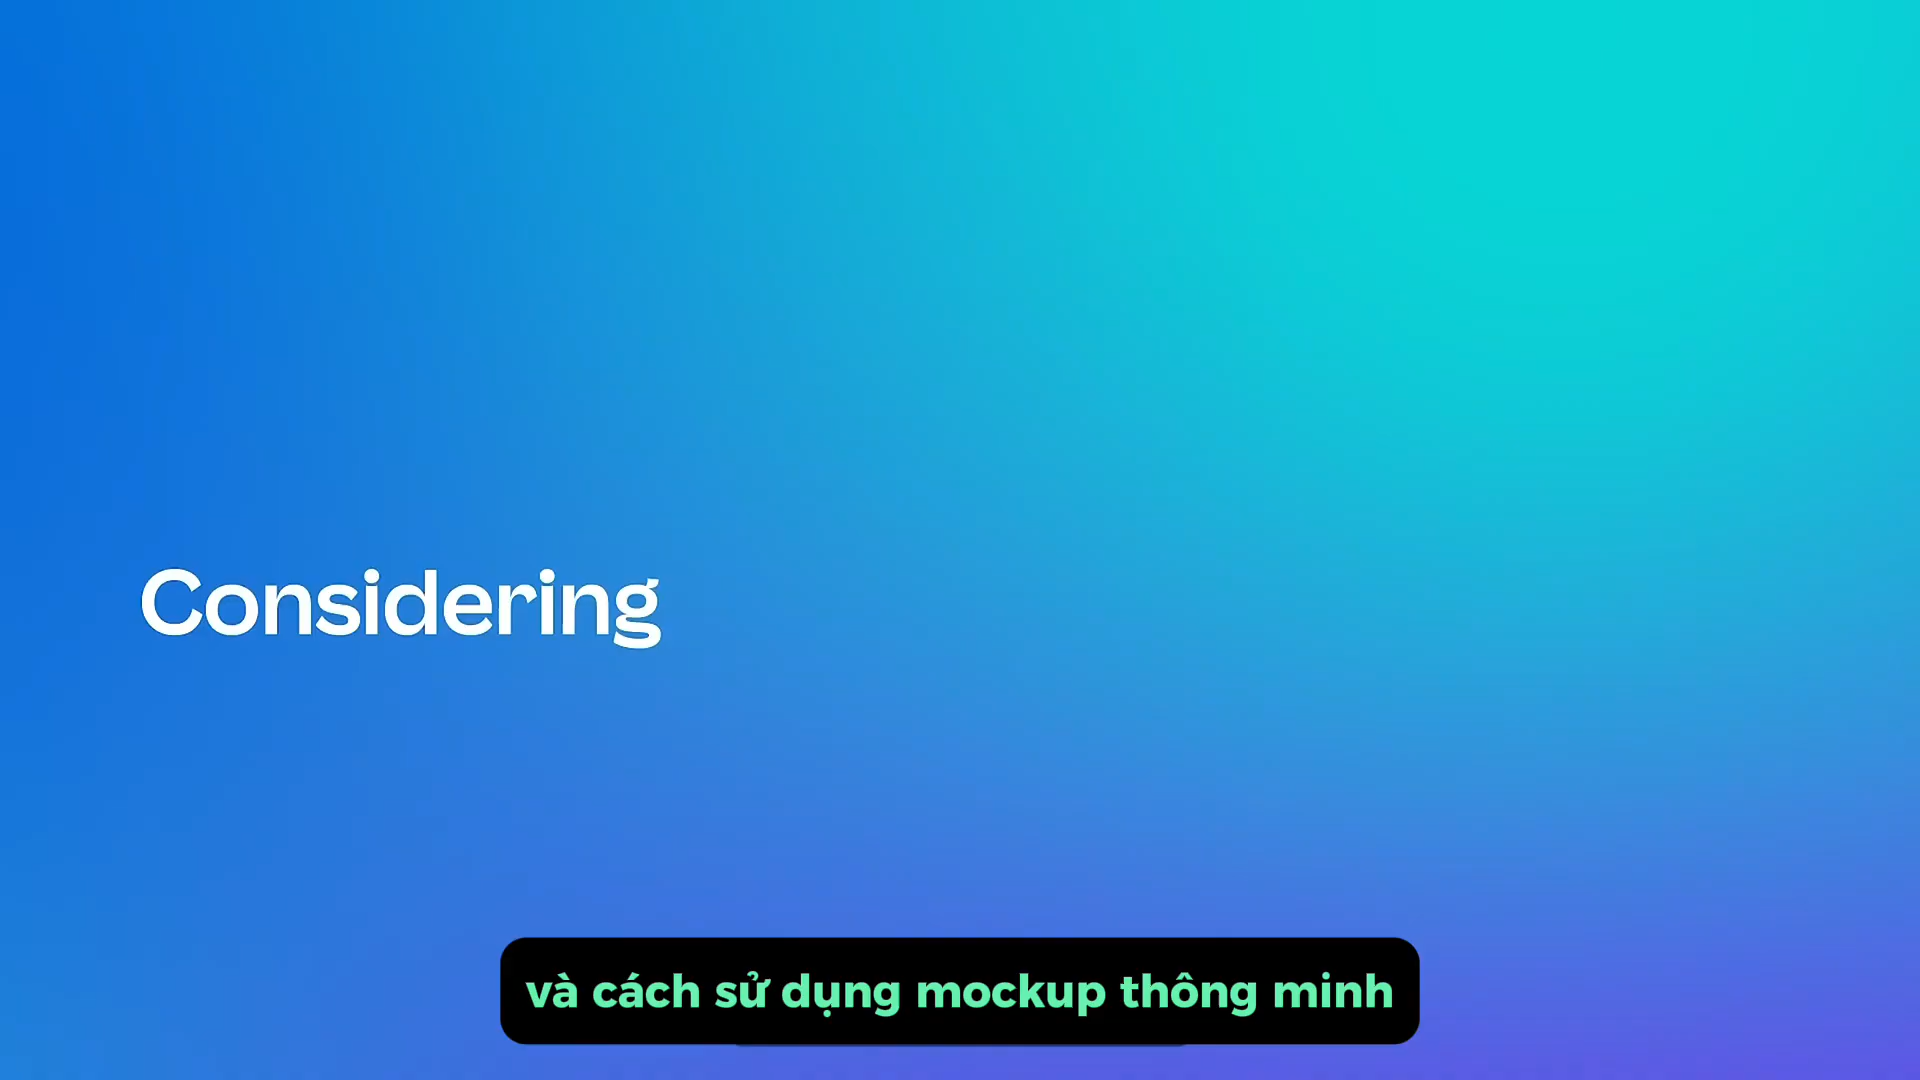 Considering
và cách sử dụng mockup thông minh